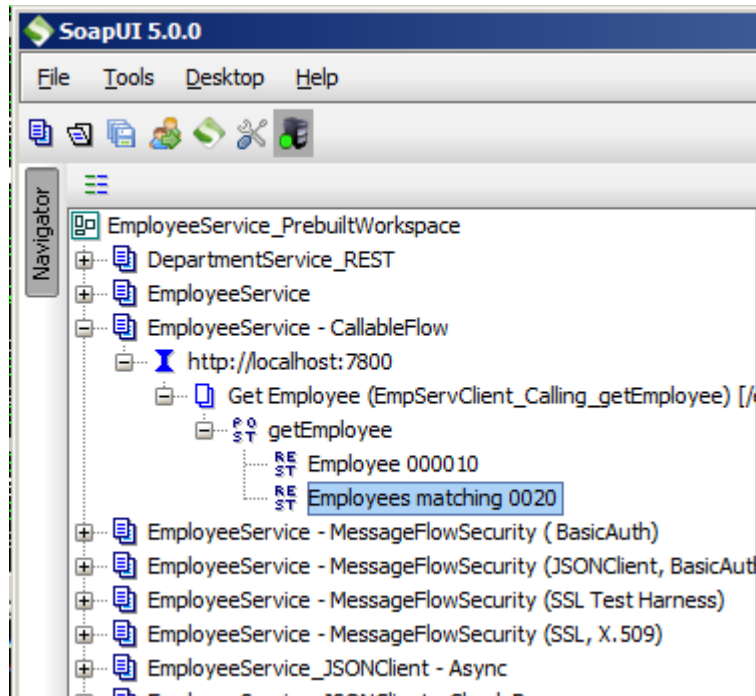 SoapUI 5.0.0
File Tools Desktop Help
Navigator
EmployeeService_PrebuiltWorkspace
DepartmentService_REST
EmployeeService
EmployeeService - CallableFlow
http://localhost:7800
Get Employee (EmpServClient_Calling_getEmployee) [/
POST getEmployee
REST Employee 000010
REST Employees matching 0020
EmployeeService - MessageFlowSecurity ( BasicAuth)
EmployeeService - MessageFlowSecurity (JSONClient, BasicAuth
EmployeeService - MessageFlowSecurity (SSL Test Harness)
EmployeeService - MessageFlowSecurity (SSL, X.509)
EmployeeService_JSONClient - Async